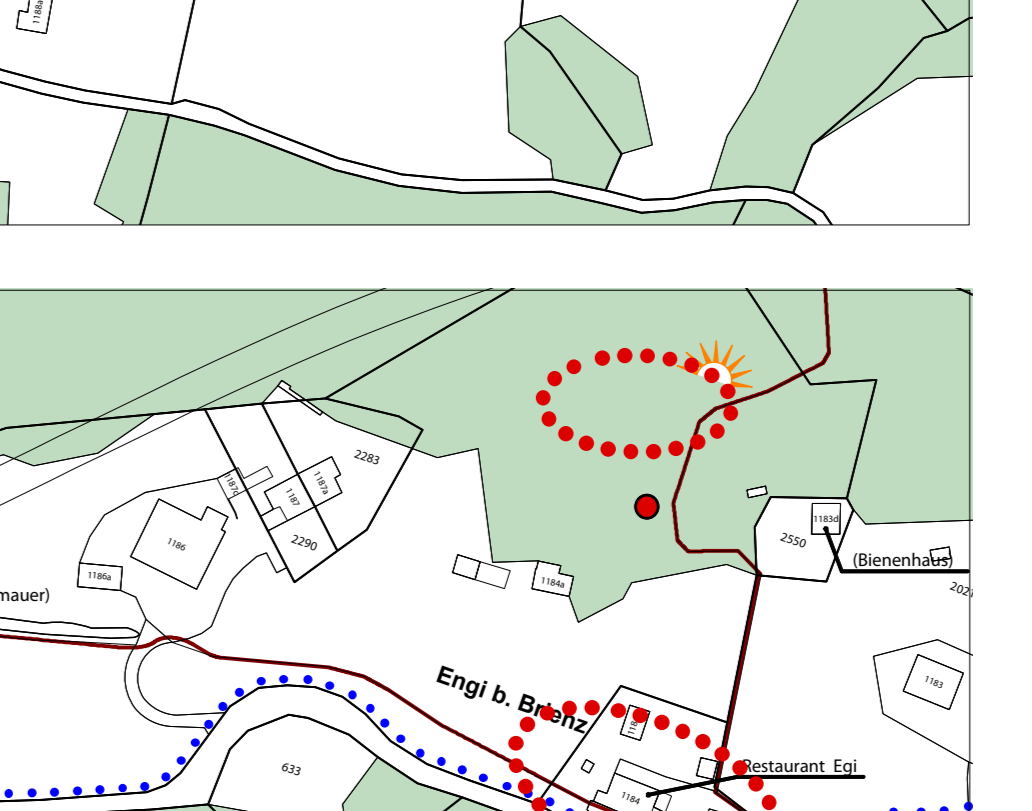 1188a
2283
1187c
1187a
1187
1186
2290
1183d
2550
(Bienenhaus)
1186a
1184a
mauer)
1183
Engi b. Brienz
633
Restaurant Egi
1184